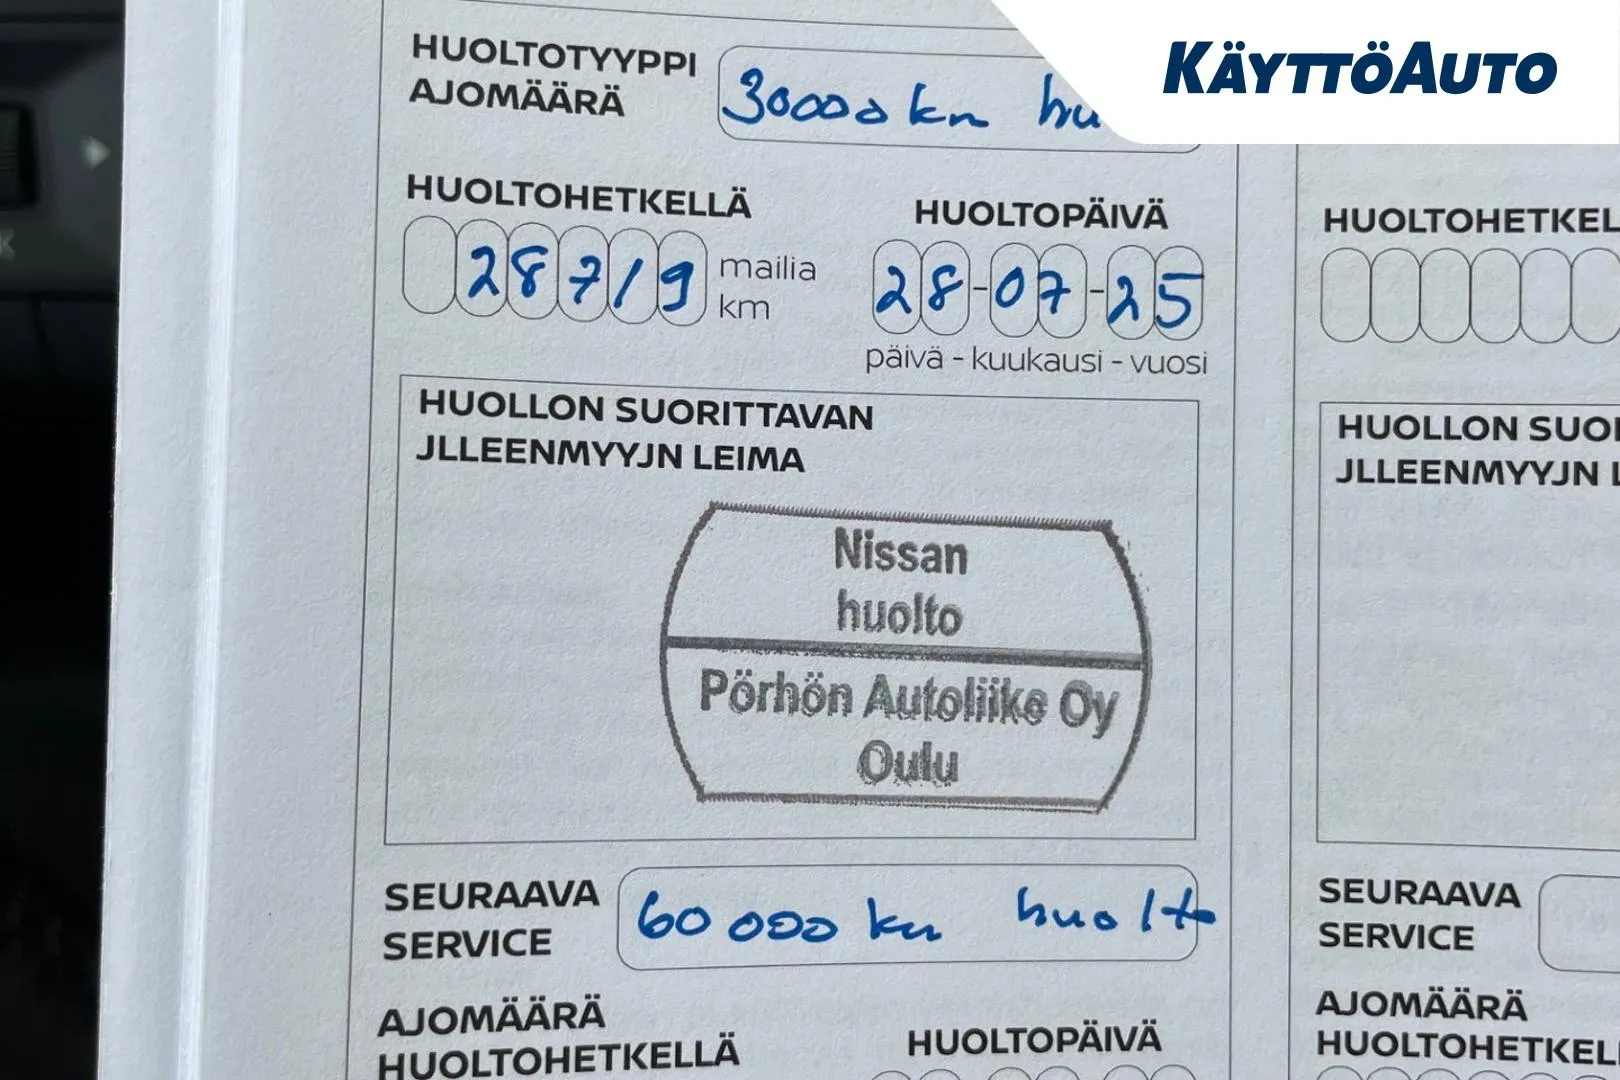 KÄYTTÖAUTO
HUOLTOTYYPPI
AJOMÄÄRÄ
30000 km hu
HUOLTOHETKELLÄ
28719
mailia
km
HUOLTOPÄIVÄ
28-07-25
päivä - kuukausi - vuosi
HUOLLON SUORITTAVAN
JLLEENMYYJN LEIMA
Nissan
huolto
Pörhön Autoliike Oy
Oulu
SEURAAVA
SERVICE
60 000 km huolto
AJOMÄÄRÄ
HUOLTOHETKELLÄ
HUOLTOPÄIVÄ
HUOLTOHETKEL
HUOLLON SUO
JLLEENMYYJN L
SEURAAVA
SERVICE
AJOMÄÄRÄ
HUOLTOHETKEL